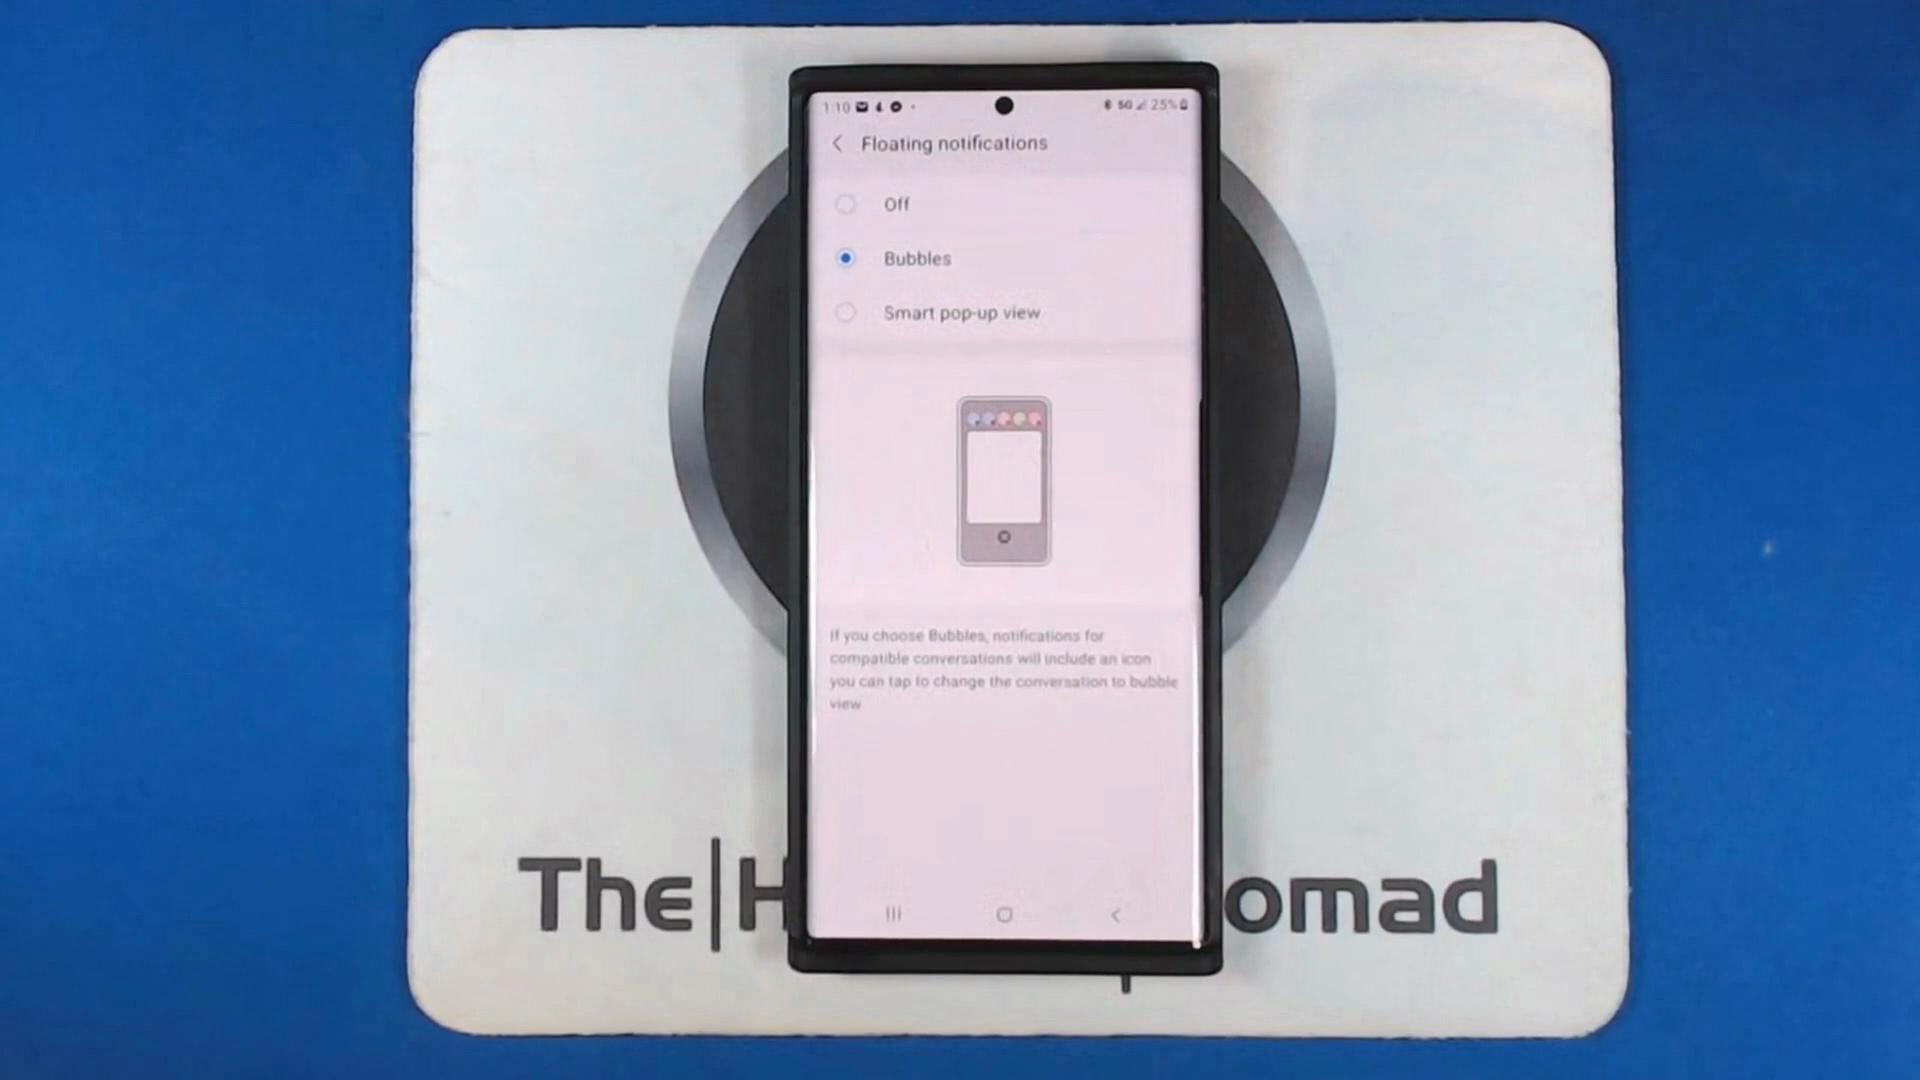 1:10
5G 25%
Floating notifications
Off
Bubbles
Smart pop-up view
If you choose Bubbles, notifications for
compatible conversations will include an icon
you can tap to change the conversation to bubble
view.
The|H omad